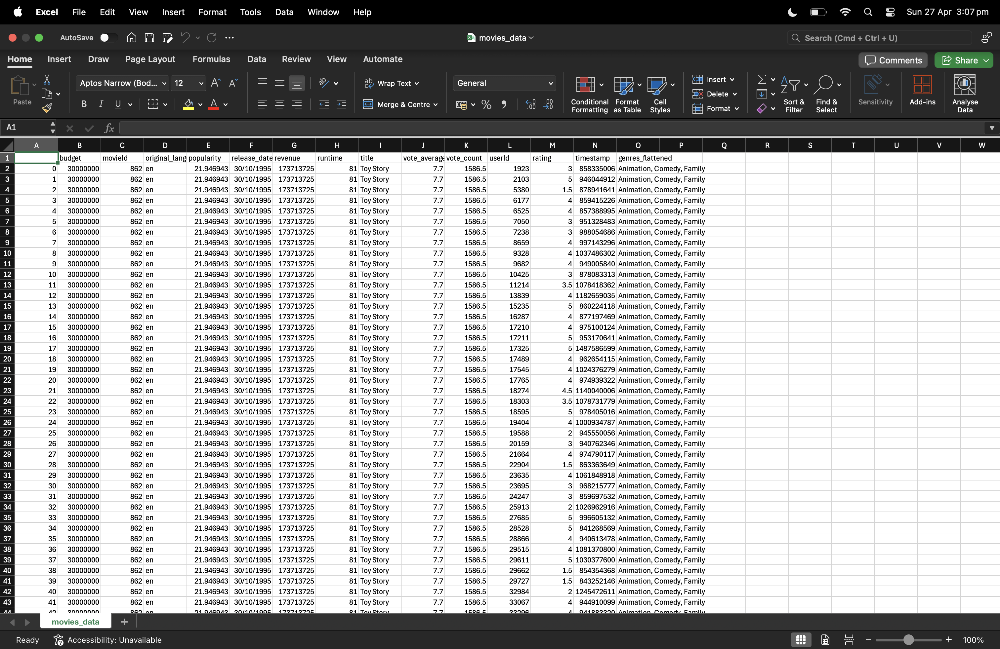 Excel File Edit View Insert Format Tools Data Window Help Sun 27 Apr 3:07 pm
AutoSave movies_data Search (Cmd + Ctrl + U)
Home Insert Draw Page Layout Formulas Data Review View Automate Comments Share
Paste Aptos Narrow (Bod... 12 Wrap Text General Insert
B I U Merge & Centre Conditional Formatting Format as Table Cell Styles Delete Format Sort & Filter Find & Select Sensitivity Add-ins Analyse Data
A1 fx
A B C D E F G H I J K L M N O P Q R S T U V W
1 budget movieId original_lang popularity release_date revenue runtime title vote_average vote_count userId rating timestamp genres_flattened
2 0 30000000 862 en 21.946943 30/10/1995 173713725 81 Toy Story 7.7 1586.5 1923 3 858335006 Animation, Comedy, Family
3 1 30000000 862 en 21.946943 30/10/1995 173713725 81 Toy Story 7.7 1586.5 2103 5 946044912 Animation, Comedy, Family
4 2 30000000 862 en 21.946943 30/10/1995 173713725 81 Toy Story 7.7 1586.5 5380 1.5 878941641 Animation, Comedy, Family
5 3 30000000 862 en 21.946943 30/10/1995 173713725 81 Toy Story 7.7 1586.5 6177 4 859415226 Animation, Comedy, Family
6 4 30000000 862 en 21.946943 30/10/1995 173713725 81 Toy Story 7.7 1586.5 6525 4 857388995 Animation, Comedy, Family
7 5 30000000 862 en 21.946943 30/10/1995 173713725 81 Toy Story 7.7 1586.5 7050 3 951328483 Animation, Comedy, Family
8 6 30000000 862 en 21.946943 30/10/1995 173713725 81 Toy Story 7.7 1586.5 7238 3 988054686 Animation, Comedy, Family
9 7 30000000 862 en 21.946943 30/10/1995 173713725 81 Toy Story 7.7 1586.5 8659 4 997143296 Animation, Comedy, Family
10 8 30000000 862 en 21.946943 30/10/1995 173713725 81 Toy Story 7.7 1586.5 9328 4 1037486302 Animation, Comedy, Family
11 9 30000000 862 en 21.946943 30/10/1995 173713725 81 Toy Story 7.7 1586.5 9682 4 949005840 Animation, Comedy, Family
12 10 30000000 862 en 21.946943 30/10/1995 173713725 81 Toy Story 7.7 1586.5 10425 3 878083313 Animation, Comedy, Family
13 11 30000000 862 en 21.946943 30/10/1995 173713725 81 Toy Story 7.7 1586.5 11214 3.5 1078418362 Animation, Comedy, Family
14 12 30000000 862 en 21.946943 30/10/1995 173713725 81 Toy Story 7.7 1586.5 13839 4 1182659035 Animation, Comedy, Family
15 13 30000000 862 en 21.946943 30/10/1995 173713725 81 Toy Story 7.7 1586.5 15235 5 860224118 Animation, Comedy, Family
16 14 30000000 862 en 21.946943 30/10/1995 173713725 81 Toy Story 7.7 1586.5 16287 4 877197469 Animation, Comedy, Family
17 15 30000000 862 en 21.946943 30/10/1995 173713725 81 Toy Story 7.7 1586.5 17210 4 975100124 Animation, Comedy, Family
18 16 30000000 862 en 21.946943 30/10/1995 173713725 81 Toy Story 7.7 1586.5 17211 5 953170641 Animation, Comedy, Family
19 17 30000000 862 en 21.946943 30/10/1995 173713725 81 Toy Story 7.7 1586.5 17325 5 1487586599 Animation, Comedy, Family
20 18 30000000 862 en 21.946943 30/10/1995 173713725 81 Toy Story 7.7 1586.5 17489 4 962654115 Animation, Comedy, Family
21 19 30000000 862 en 21.946943 30/10/1995 173713725 81 Toy Story 7.7 1586.5 17545 4 1024376279 Animation, Comedy, Family
22 20 30000000 862 en 21.946943 30/10/1995 173713725 81 Toy Story 7.7 1586.5 17765 4 974939322 Animation, Comedy, Family
23 21 30000000 862 en 21.946943 30/10/1995 173713725 81 Toy Story 7.7 1586.5 18274 4.5 1140040006 Animation, Comedy, Family
24 22 30000000 862 en 21.946943 30/10/1995 173713725 81 Toy Story 7.7 1586.5 18303 3.5 1078731779 Animation, Comedy, Family
25 23 30000000 862 en 21.946943 30/10/1995 173713725 81 Toy Story 7.7 1586.5 18595 5 978405016 Animation, Comedy, Family
26 24 30000000 862 en 21.946943 30/10/1995 173713725 81 Toy Story 7.7 1586.5 19404 4 1000934787 Animation, Comedy, Family
27 25 30000000 862 en 21.946943 30/10/1995 173713725 81 Toy Story 7.7 1586.5 19588 2 945550056 Animation, Comedy, Family
28 26 30000000 862 en 21.946943 30/10/1995 173713725 81 Toy Story 7.7 1586.5 20159 3 940762346 Animation, Comedy, Family
29 27 30000000 862 en 21.946943 30/10/1995 173713725 81 Toy Story 7.7 1586.5 21664 4 974790117 Animation, Comedy, Family
30 28 30000000 862 en 21.946943 30/10/1995 173713725 81 Toy Story 7.7 1586.5 22904 1.5 863363649 Animation, Comedy, Family
31 29 30000000 862 en 21.946943 30/10/1995 173713725 81 Toy Story 7.7 1586.5 23635 4 1061848918 Animation, Comedy, Family
32 30 30000000 862 en 21.946943 30/10/1995 173713725 81 Toy Story 7.7 1586.5 23695 3 968215777 Animation, Comedy, Family
33 31 30000000 862 en 21.946943 30/10/1995 173713725 81 Toy Story 7.7 1586.5 24247 3 859697532 Animation, Comedy, Family
34 32 30000000 862 en 21.946943 30/10/1995 173713725 81 Toy Story 7.7 1586.5 25913 2 1026962916 Animation, Comedy, Family
35 33 30000000 862 en 21.946943 30/10/1995 173713725 81 Toy Story 7.7 1586.5 27685 5 996605132 Animation, Comedy, Family
36 34 30000000 862 en 21.946943 30/10/1995 173713725 81 Toy Story 7.7 1586.5 28528 5 841268569 Animation, Comedy, Family
37 35 30000000 862 en 21.946943 30/10/1995 173713725 81 Toy Story 7.7 1586.5 28866 4 940613478 Animation, Comedy, Family
38 36 30000000 862 en 21.946943 30/10/1995 173713725 81 Toy Story 7.7 1586.5 29515 4 1081370800 Animation, Comedy, Family
39 37 30000000 862 en 21.946943 30/10/1995 173713725 81 Toy Story 7.7 1586.5 29611 5 1030377600 Animation, Comedy, Family
40 38 30000000 862 en 21.946943 30/10/1995 173713725 81 Toy Story 7.7 1586.5 29662 1.5 854354368 Animation, Comedy, Family
41 39 30000000 862 en 21.946943 30/10/1995 173713725 81 Toy Story 7.7 1586.5 29727 1.5 843252146 Animation, Comedy, Family
42 40 30000000 862 en 21.946943 30/10/1995 173713725 81 Toy Story 7.7 1586.5 32984 2 1245472611 Animation, Comedy, Family
43 41 30000000 862 en 21.946943 30/10/1995 173713725 81 Toy Story 7.7 1586.5 33067 4 944910099 Animation, Comedy, Family
44 42 30000000 862 en 21.946943 30/10/1995 173713725 81 Toy Story 7.7 1586.5 33296 4 941883320 Animation, Comedy, Family
movies_data
Ready Accessibility: Unavailable 100%